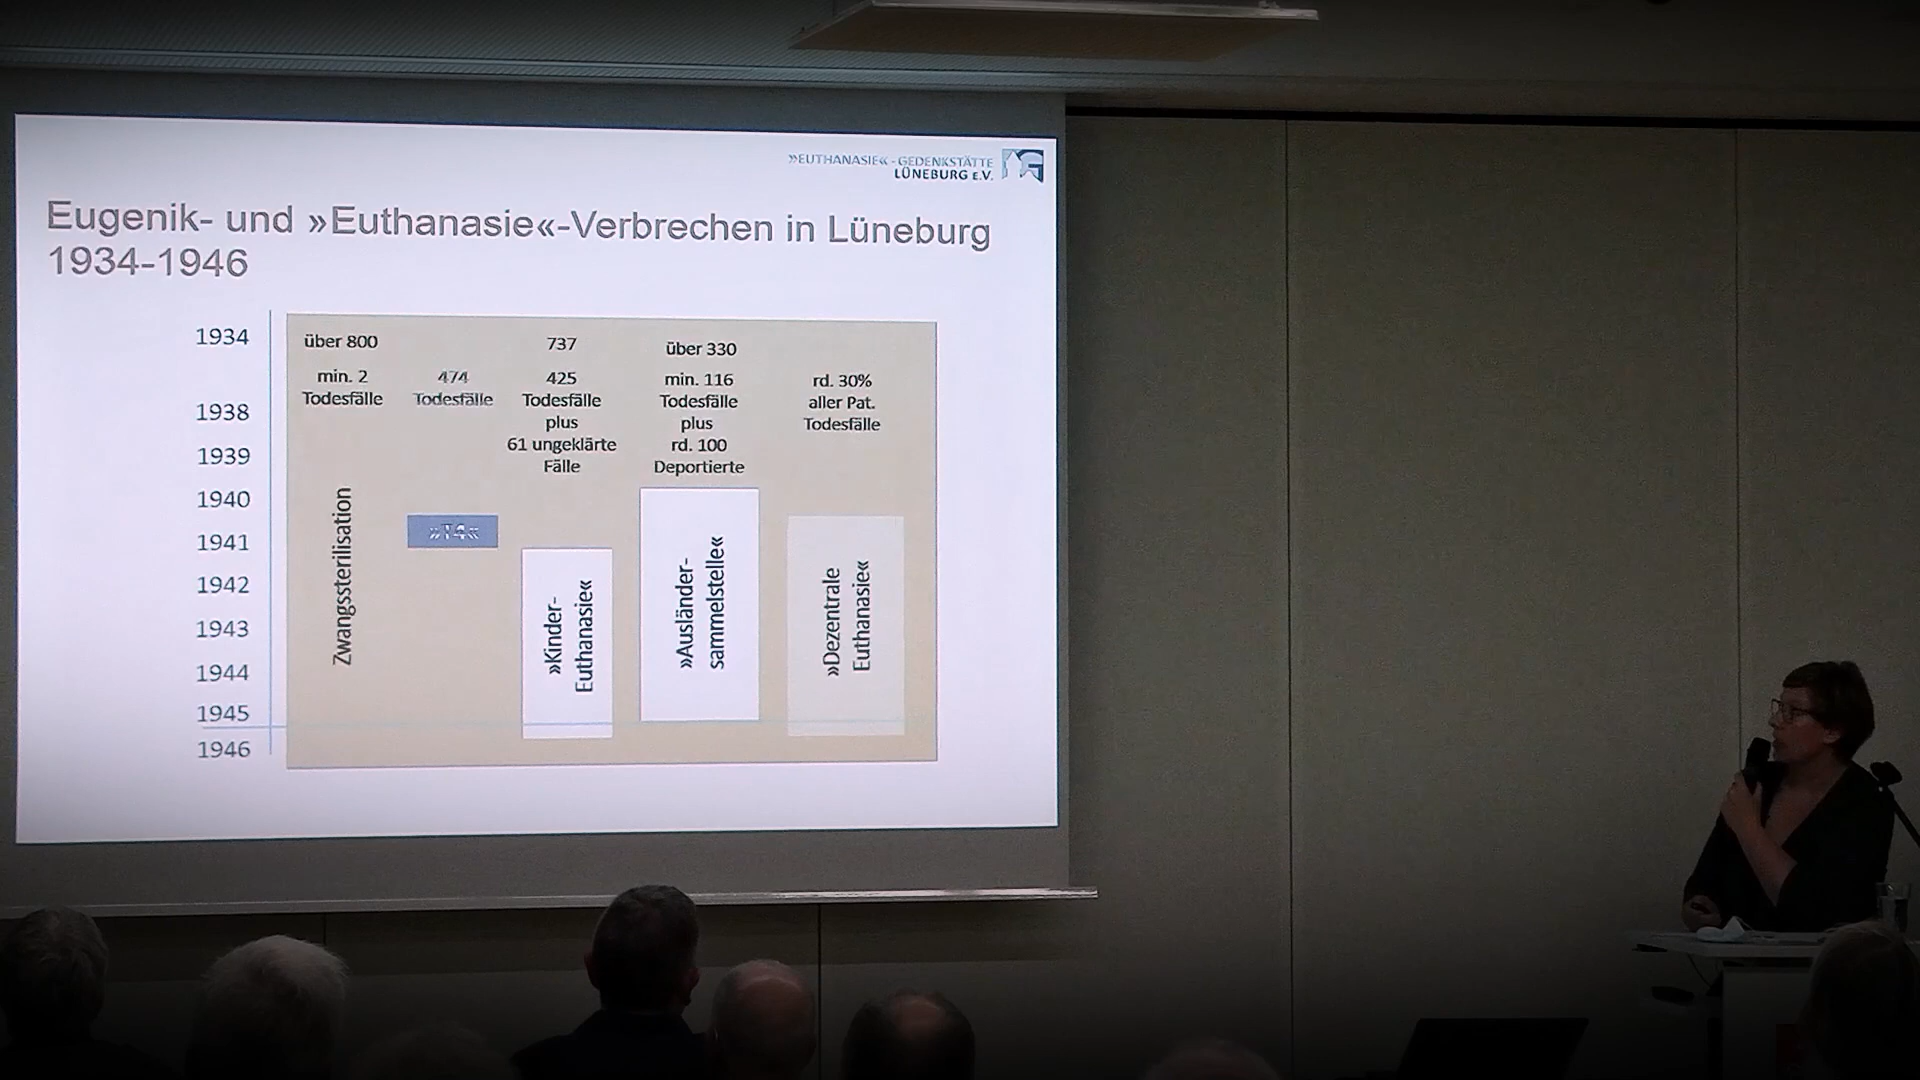 »EUTHANASIE« - GEDENKSTÄTTE
LÜNEBURG E.V.
Eugenik- und »Euthanasie«-Verbrechen in Lüneburg
1934-1946
1934
1938
1939
1940
1941
1942
1943
1944
1945
1946
über 800
min. 2
Todesfälle
Zwangssterilisation
474
Todesfälle
»T4«
737
425
Todesfälle
plus
61 ungeklärte
Fälle
»Kinder-
Euthanasie«
über 330
min. 116
Todesfälle
plus
rd. 100
Deportierte
»Ausländer-
sammelstelle«
rd. 30%
aller Pat.
Todesfälle
»Dezentrale
Euthanasie«